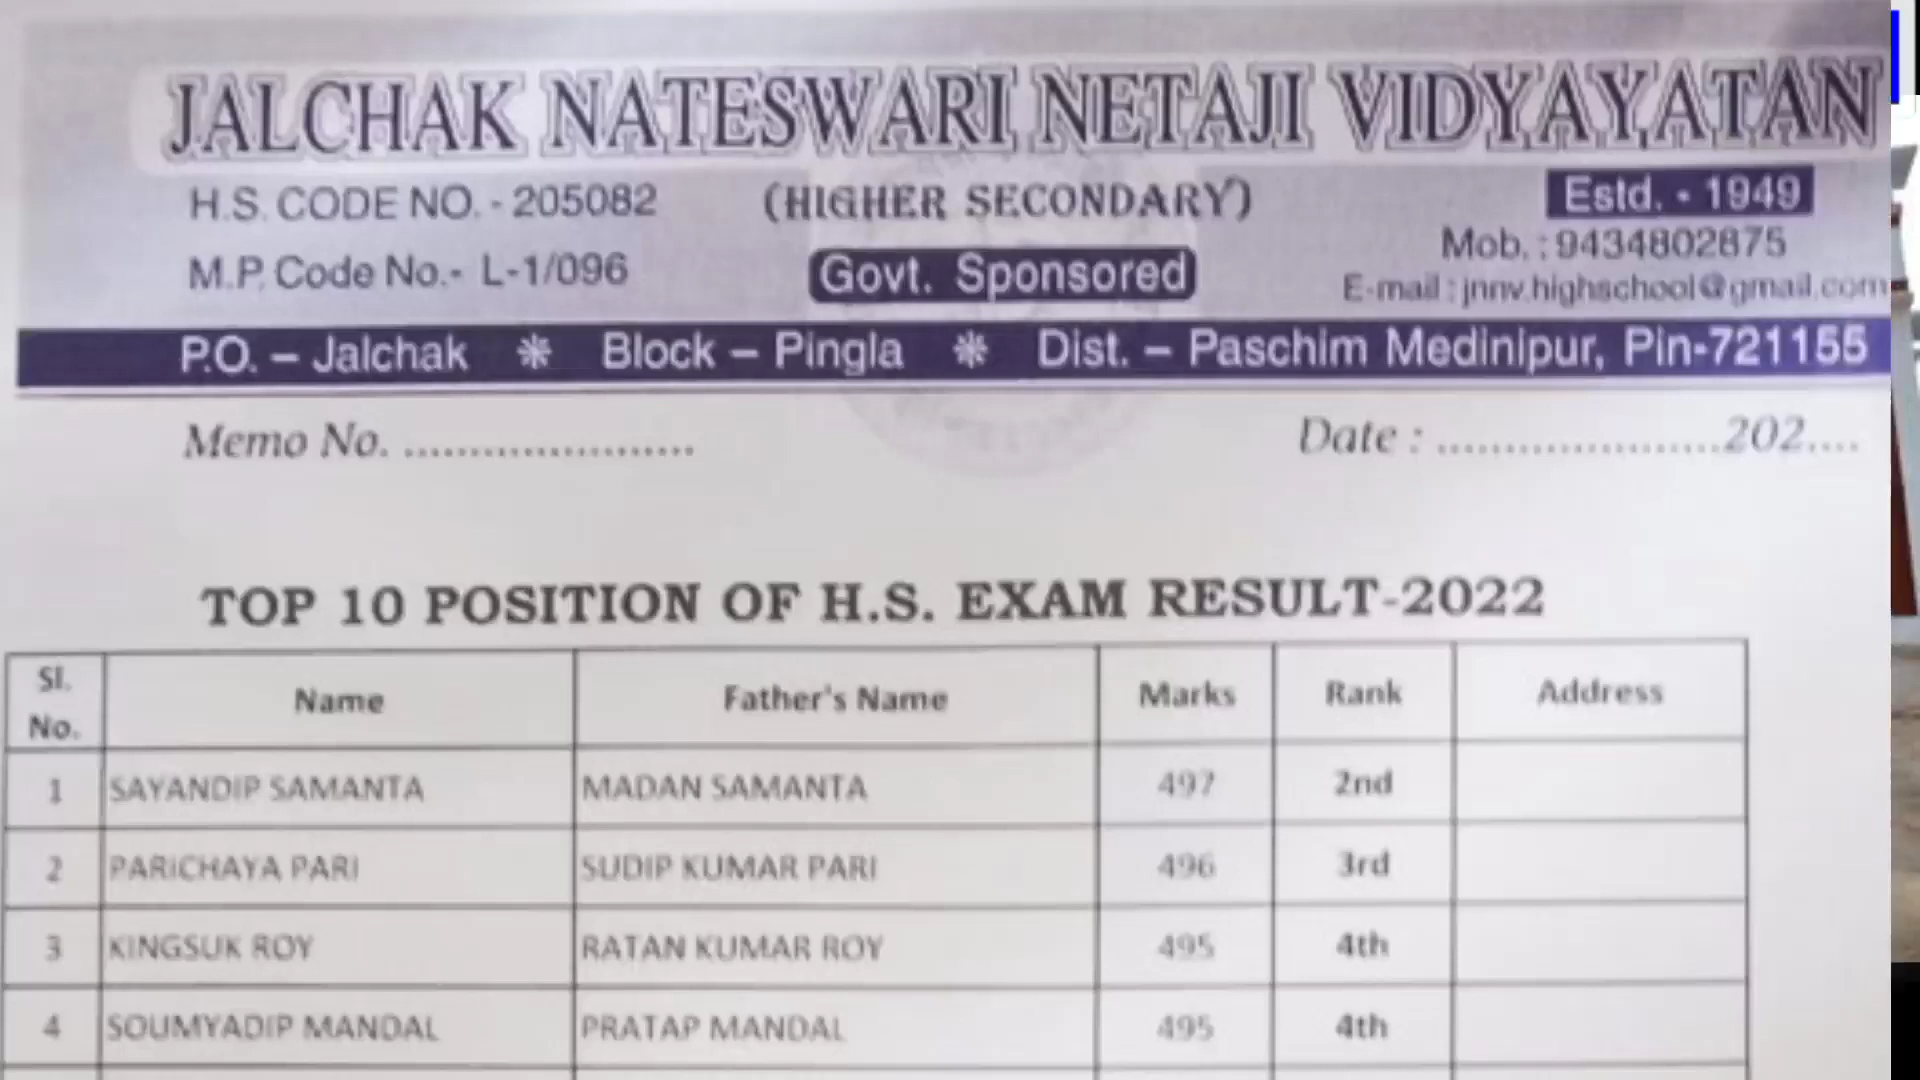 JALCHAK NATESWARI NETAJI VIDYAYATAN
H.S. CODE NO. - 205082 (HIGHER SECONDARY) Estd. - 1949
Mob. : 9434802875
M.P. Code No.- L-1/096 Govt. Sponsored E-mail : jnnv.highschool@gmail.com
P.O. – Jalchak ❋ Block – Pingla ❋ Dist. – Paschim Medinipur, Pin-721155
Memo No. ...................... Date : ......................202....
TOP 10 POSITION OF H.S. EXAM RESULT-2022
Sl. No. Name Father's Name Marks Rank Address
1 SAYANDIP SAMANTA MADAN SAMANTA 497 2nd
2 PARICHAYA PARI SUDIP KUMAR PARI 496 3rd
3 KINGSUK ROY RATAN KUMAR ROY 495 4th
4 SOUMYADIP MANDAL PRATAP MANDAL 495 4th